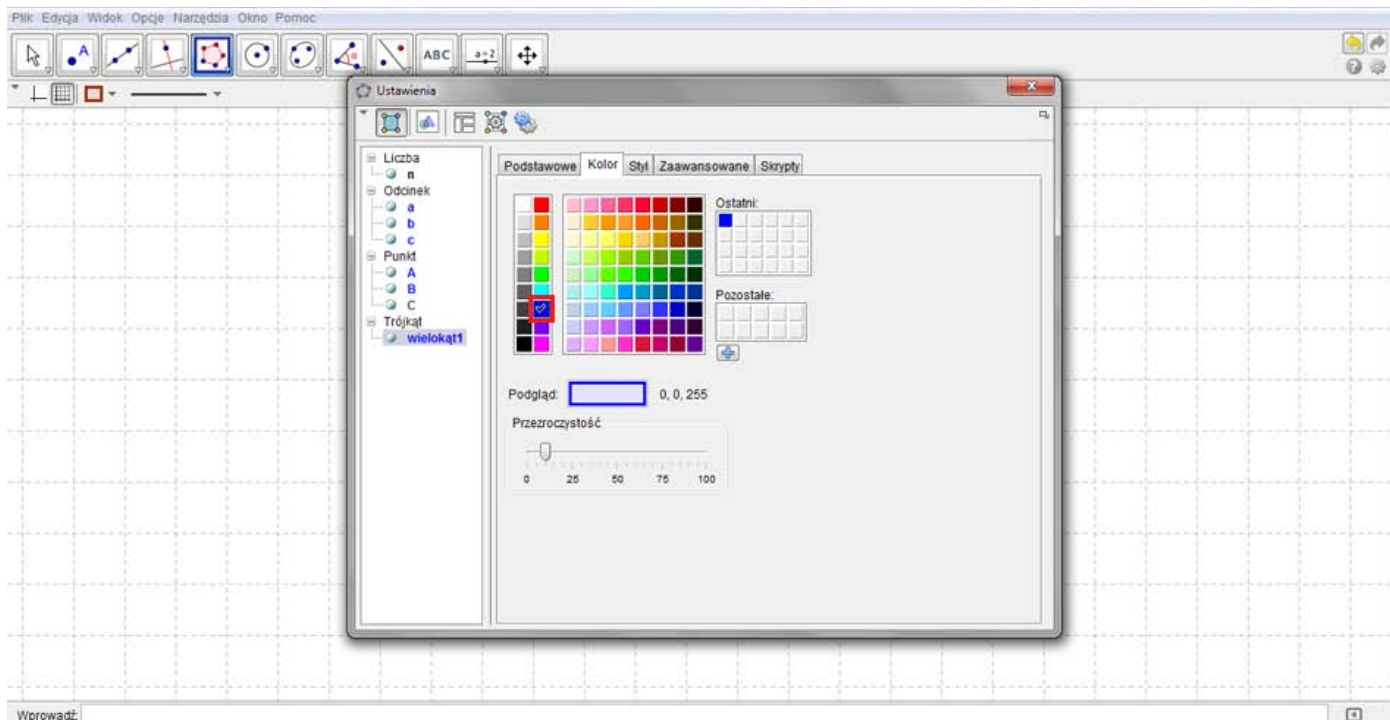 Plik Edycja Widok Opcje Narzędzia Okno Pomoc
A
α
ABC
a=2
Ustawienia
Liczba
n
Odcinek
a
b
c
Punkt
A
B
C
Trójkąt
wielokąt1
Podstawowe Kolor Styl Zaawansowane Skrypty
Ostatni:
Pozostałe:
Podgląd: 0, 0, 255
Przezroczystość
0 25 50 75 100
Wprowadź: